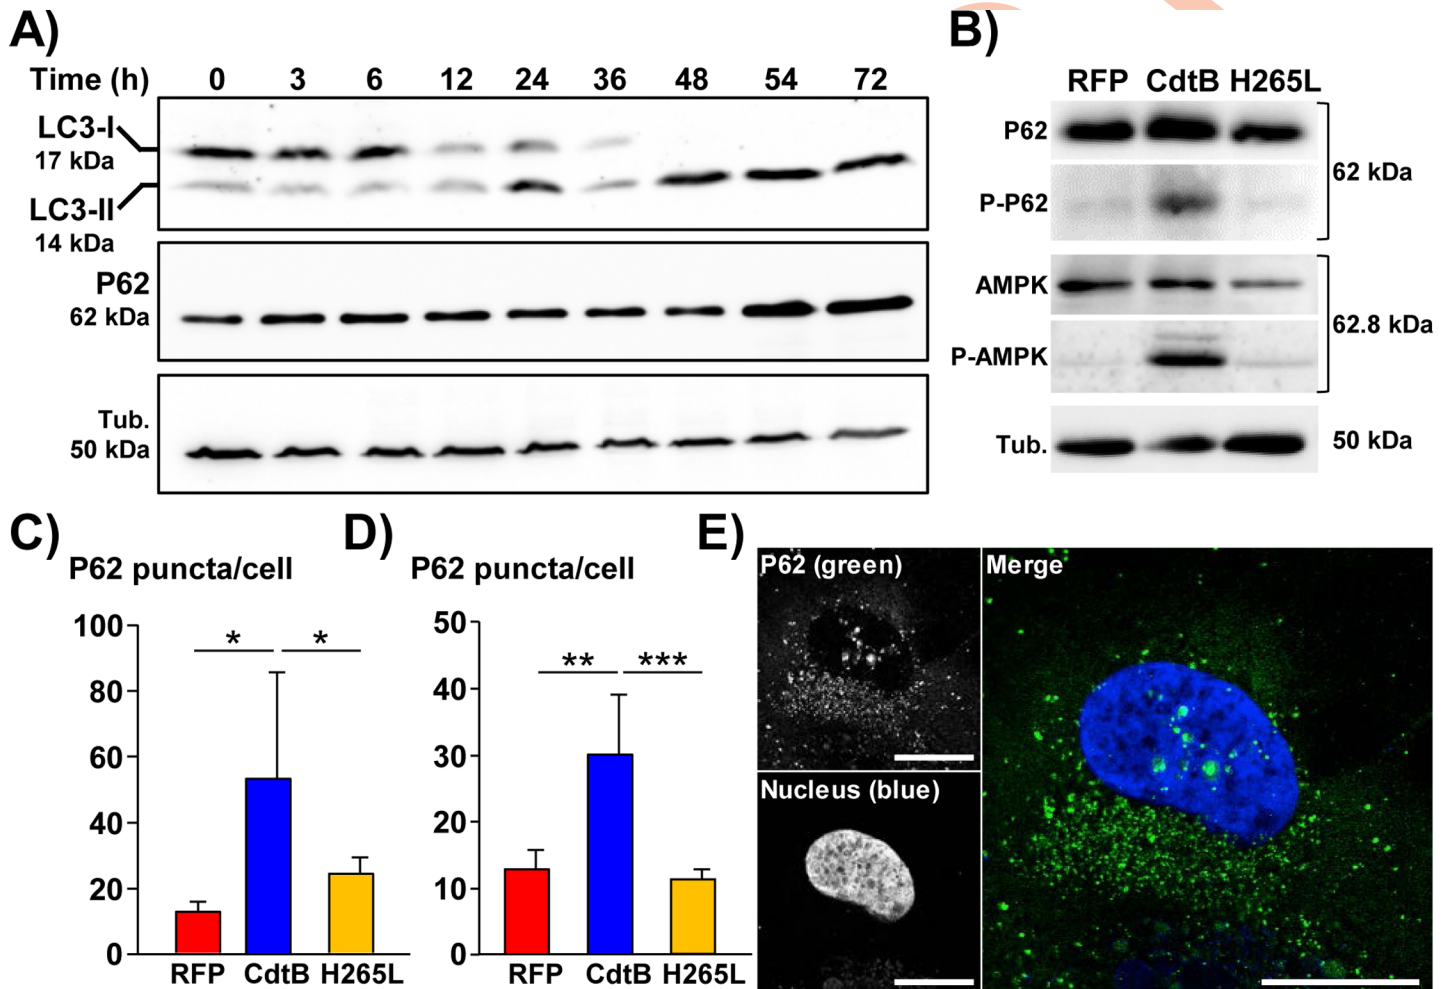 A)
Time (h) 0 3 6 12 24 36 48 54 72
LC3-I
17 kDa
LC3-II
14 kDa
P62
62 kDa
Tub.
50 kDa
B)
RFP CdtB H265L
P62
P-P62
62 kDa
AMPK
P-AMPK
62.8 kDa
Tub.
50 kDa
C)
P62 puncta/cell
100
80
60
40
20
0
* *
RFP CdtB H265L
D)
P62 puncta/cell
50
40
30
20
10
0
** ***
RFP CdtB H265L
E)
P62 (green)
Nucleus (blue)
Merge